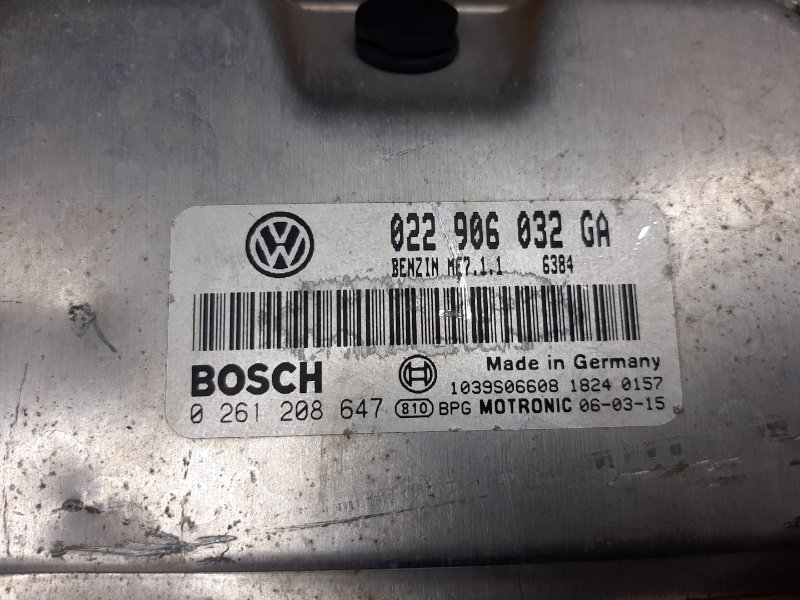 022 906 032 GA
BENZIN ME7.1.1 6384
BOSCH
Made in Germany
1039S06608 1824 0157
0 261 208 647 810 BPG MOTRONIC 06-03-15